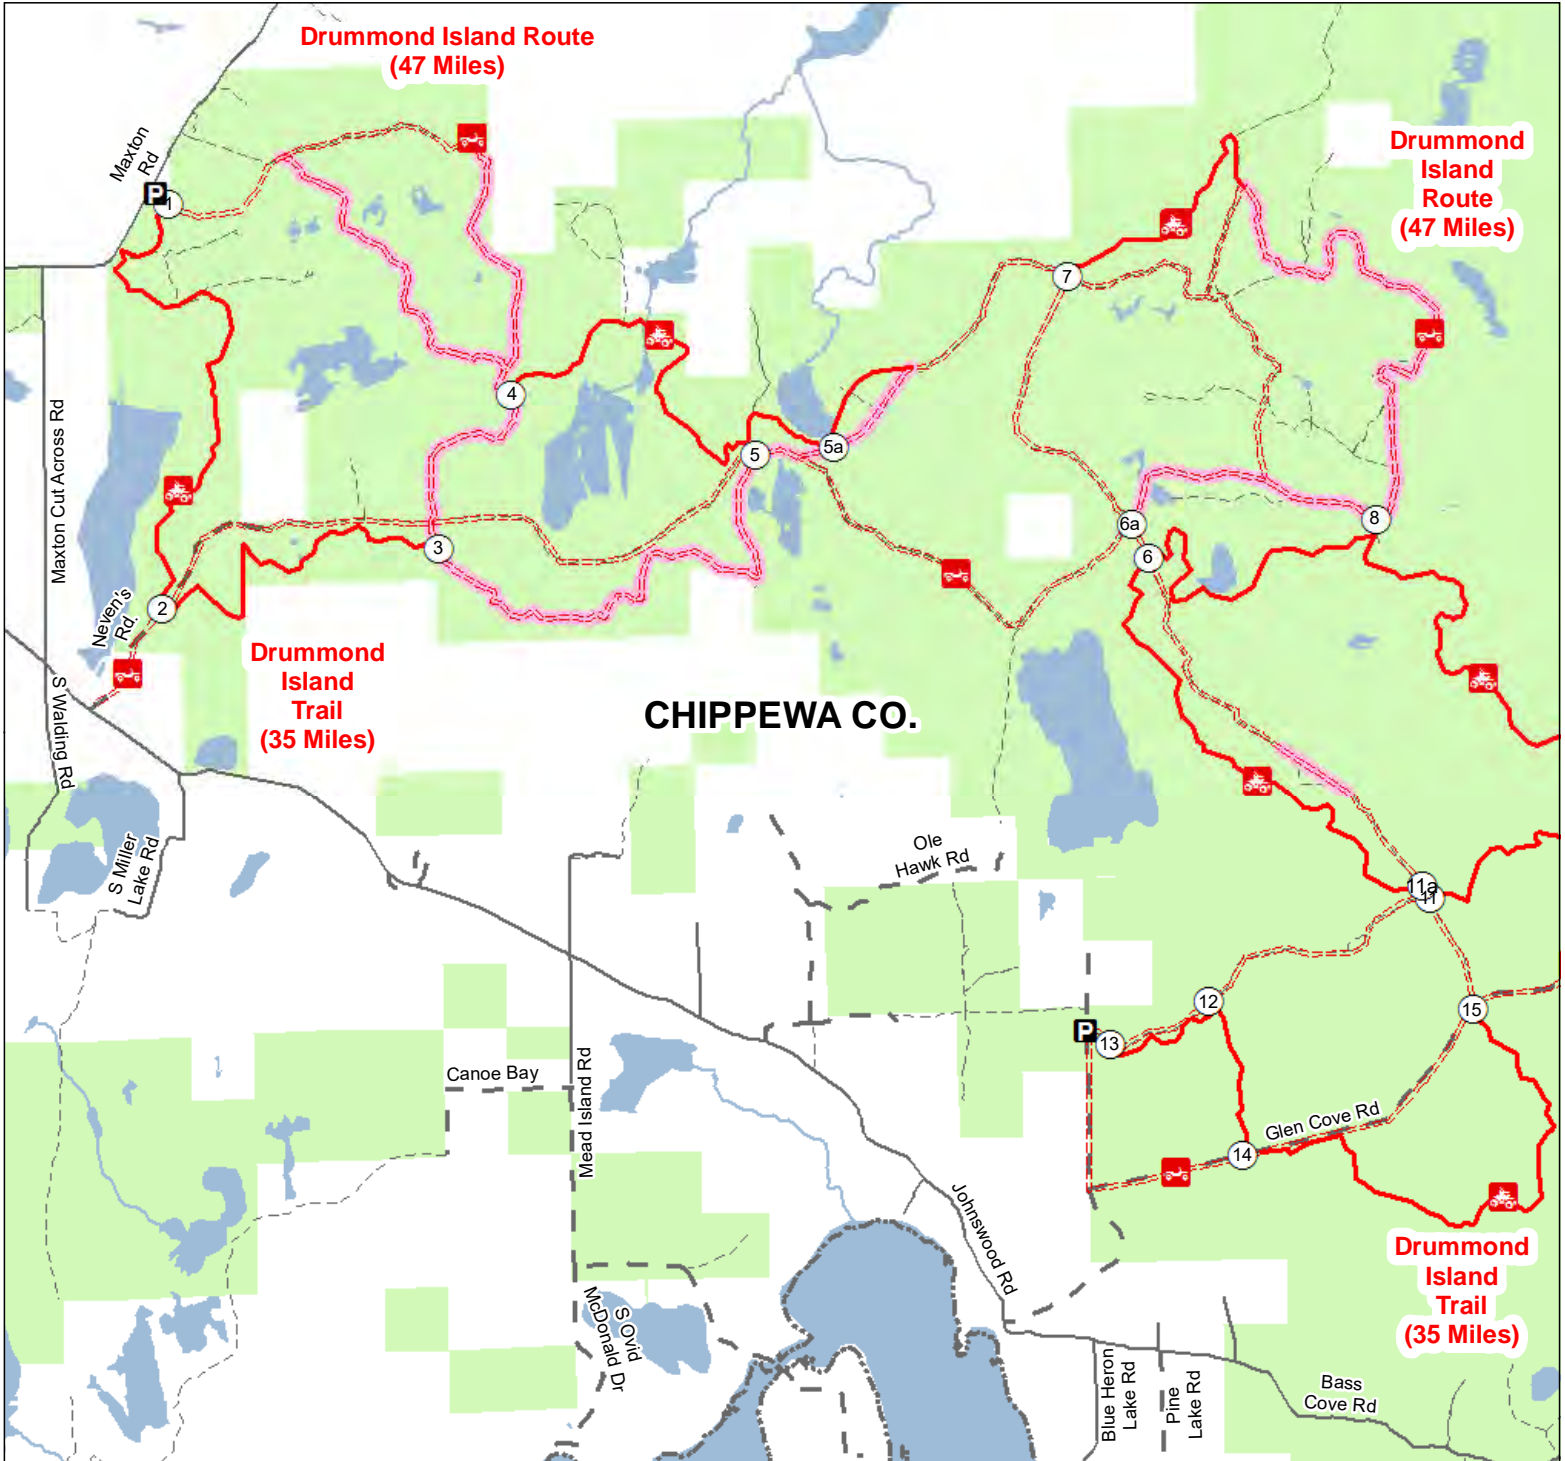 Drummond Island Route
(47 Miles)
Drummond
Island
Route
(47 Miles)
Maxton
Rd
P
1
7
4
5
5a
Maxton Cut Across Rd
8
6a
6
3
2
Neven's
Rd.
Drummond
Island
Trail
(35 Miles)
CHIPPEWA CO.
S Walding Rd
S Miller
Lake Rd
Ole
Hawk Rd
11a
11
12
15
P
13
Canoe Bay
Mead Island Rd
Glen Cove Rd
14
Johnswood Rd
Drummond
Island
Trail
(35 Miles)
S Ovid
McDonald Dr
Blue Heron
Lake Rd
Pine
Lake Rd
Bass
Cove Rd